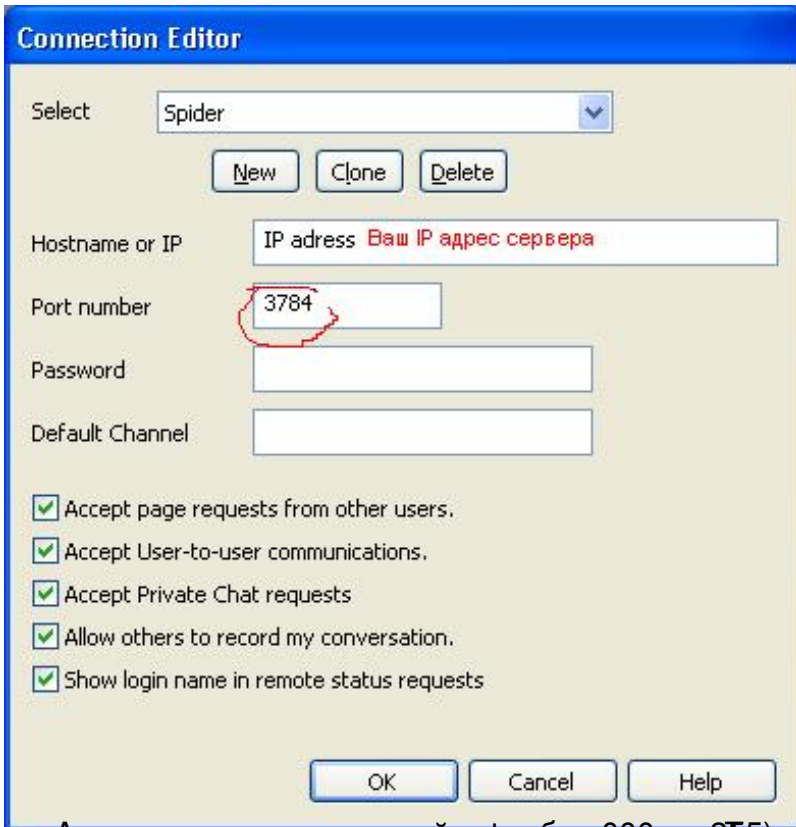 Connection Editor
Select Spider
New Clone Delete
Hostname or IP IP adress Ваш IP адрес сервера
Port number 3784
Password
Default Channel
Accept page requests from other users.
Accept User-to-user communications.
Accept Private Chat requests
Allow others to record my conversation.
Show login name in remote status requests
OK Cancel Help